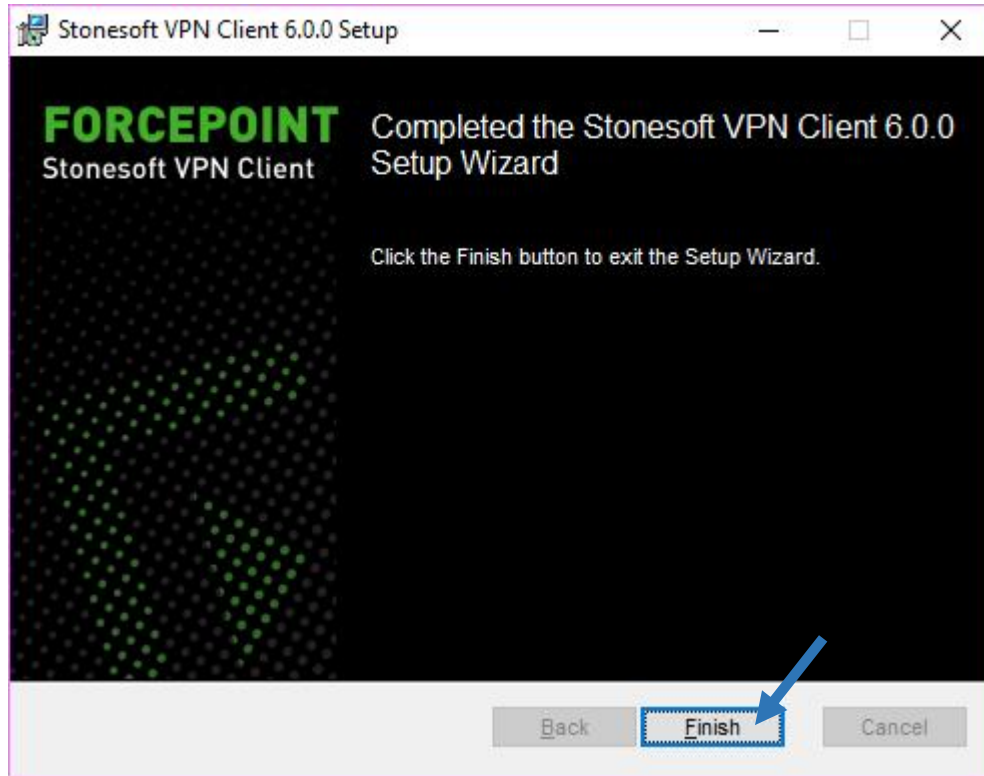 Stonesoft VPN Client 6.0.0 Setup
FORCEPOINT
Stonesoft VPN Client
Completed the Stonesoft VPN Client 6.0.0
Setup Wizard
Click the Finish button to exit the Setup Wizard.
Back Finish Cancel